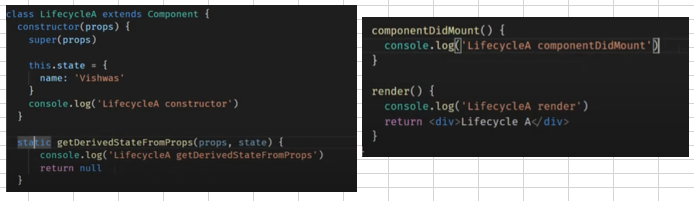 class LifecycleA extends Component {
  constructor(props) {
    super(props)

    this.state = {
      name: 'Vishwas'
    }
    console.log('LifecycleA constructor')
  }

  static getDerivedStateFromProps(props, state) {
      console.log('LifecycleA getDerivedStateFromProps')
      return null
  }

componentDidMount() {
  console.log('LifecycleA componentDidMount')
}

render() {
  console.log('LifecycleA render')
  return <div>Lifecycle A</div>
}